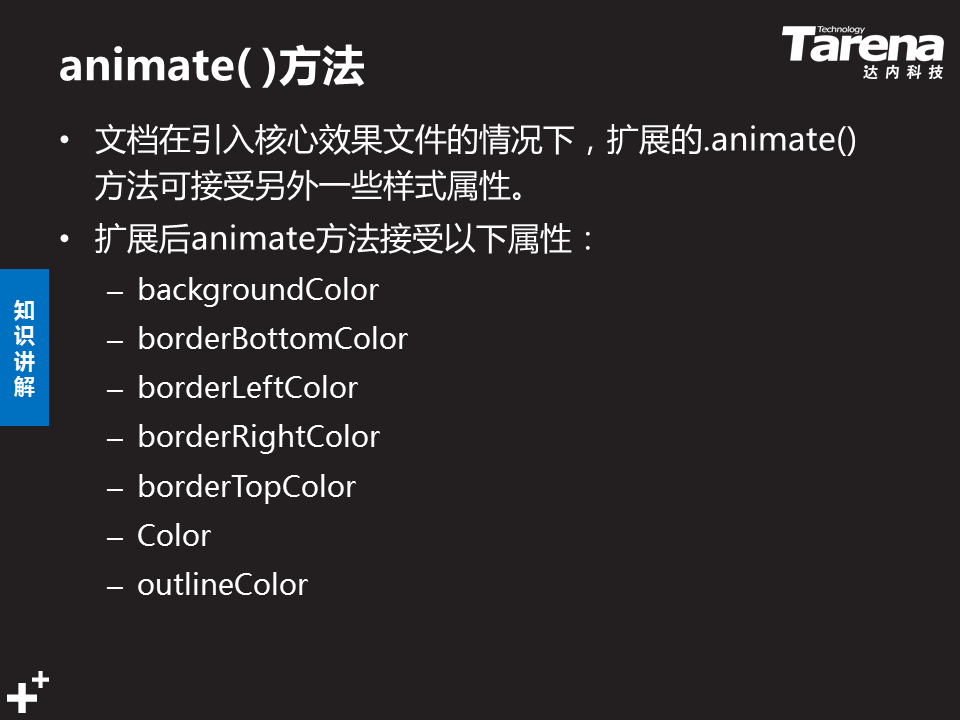 animate( )方法
Technology
Tarena
达内科技
• 文档在引入核心效果文件的情况下，扩展的.animate()
方法可接受另外一些样式属性。
• 扩展后animate方法接受以下属性：
– backgroundColor
– borderBottomColor
– borderLeftColor
– borderRightColor
– borderTopColor
– Color
– outlineColor
知
识
讲
解